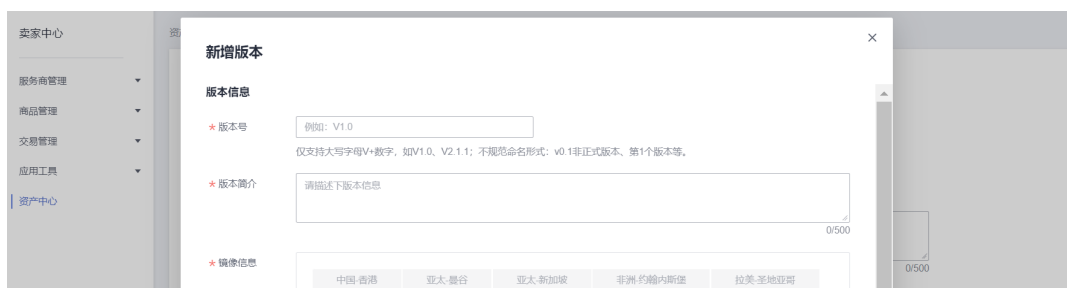 卖家中心
服务商管理
商品管理
交易管理
应用工具
资产中心
资
新增版本
版本信息
* 版本号
例如：V1.0
仅支持大写字母V+数字，如V1.0、V2.1.1；不规范命名形式：v0.1非正式版本、第1个版本等。
* 版本简介
请描述下版本信息
0/500
* 镜像信息
中国-香港 亚太-曼谷 亚太-新加坡 非洲-约翰内斯堡 拉美-圣地亚哥
0/500